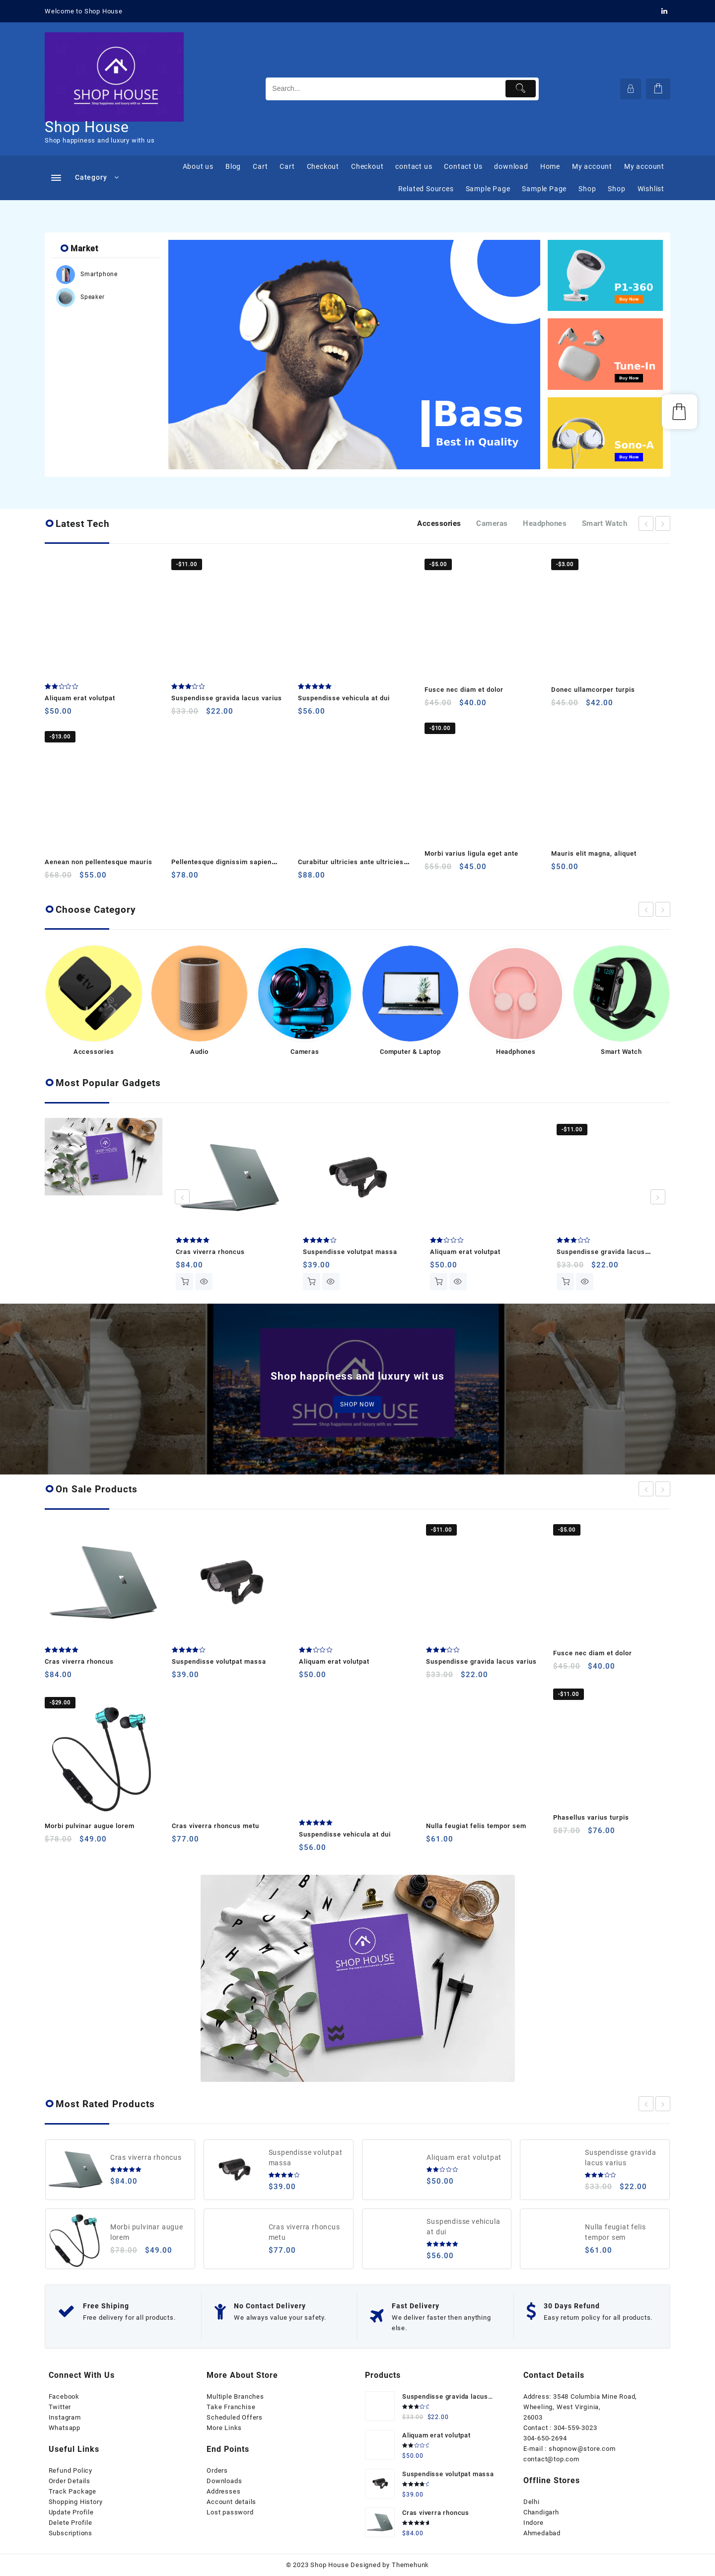 Welcome to Shop House
in
SHOP HOUSE
Shop happiness and luxury with us
Search...
Shop House
Shop happiness and luxury with us
Category
About us Blog Cart Cart Checkout Checkout contact us Contact Us download Home My account My account
Related Sources Sample Page Sample Page Shop Shop Wishlist
Market
Smartphone
Speaker
Bass
Best in Quality
P1-360
Buy Now
Tune-In
Buy Now
Sono-A
Buy Now
Latest Tech
Accessories Cameras Headphones Smart Watch
-$11.00
-$5.00
-$3.00
Aliquam erat volutpat
$50.00
Suspendisse gravida lacus varius
$33.00 $22.00
Suspendisse vehicula at dui
$56.00
Fusce nec diam et dolor
$45.00 $40.00
Donec ullamcorper turpis
$45.00 $42.00
-$13.00
-$10.00
Aenean non pellentesque mauris
$68.00 $55.00
Pellentesque dignissim sapien...
$78.00
Curabitur ultricies ante ultricies...
$88.00
Morbi varius ligula eget ante
$55.00 $45.00
Mauris elit magna, aliquet
$50.00
Choose Category
tv
Accessories
Audio
Cameras
Computer & Laptop
Headphones
Smart Watch
Most Popular Gadgets
SHOP HOUSE
-$11.00
Cras viverra rhoncus
$84.00
Suspendisse volutpat massa
$39.00
Aliquam erat volutpat
$50.00
Suspendisse gravida lacus...
$33.00 $22.00
Shop happiness and luxury wit us
SHOP NOW
SHOP HOUSE
Shop happiness and luxury with us
On Sale Products
-$11.00
-$5.00
Cras viverra rhoncus
$84.00
Suspendisse volutpat massa
$39.00
Aliquam erat volutpat
$50.00
Suspendisse gravida lacus varius
$33.00 $22.00
Fusce nec diam et dolor
$45.00 $40.00
-$29.00
-$11.00
Morbi pulvinar augue lorem
$78.00 $49.00
Cras viverra rhoncus metu
$77.00
Suspendisse vehicula at dui
$56.00
Nulla feugiat felis tempor sem
$61.00
Phasellus varius turpis
$87.00 $76.00
SHOP HOUSE
Most Rated Products
Cras viverra rhoncus
$84.00
Suspendisse volutpat
massa
$39.00
Aliquam erat volutpat
$50.00
Suspendisse gravida
lacus varius
$33.00 $22.00
Morbi pulvinar augue
lorem
$78.00 $49.00
Cras viverra rhoncus
metu
$77.00
Suspendisse vehicula
at dui
$56.00
Nulla feugiat felis
tempor sem
$61.00
Free Shiping
Free delivery for all products.
No Contact Delivery
We always value your safety.
Fast Delivery
We deliver faster then anything
else.
30 Days Refund
Easy return policy for all products.
Connect With Us
Facebook
Twitter
Instagram
Whatsapp
Useful Links
Refund Policy
Order Details
Track Package
Shopping History
Update Profile
Delete Profile
Subscriptions
More About Store
Multiple Branches
Take Franchise
Scheduled Offers
More Links
End Points
Orders
Downloads
Addresses
Account details
Lost password
Products
Suspendisse gravida lacus...
$33.00 $22.00
Aliquam erat volutpat
$50.00
Suspendisse volutpat massa
$39.00
Cras viverra rhoncus
$84.00
Contact Details
Address: 3548 Columbia Mine Road,
Wheeling, West Virginia,
26003
Contact : 304-559-3023
304-650-2694
E-mail : shopnow@store.com
contact@top.com
Offline Stores
Delhi
Chandigarh
Indore
Ahmedabad
© 2023 Shop House Designed by Themehunk